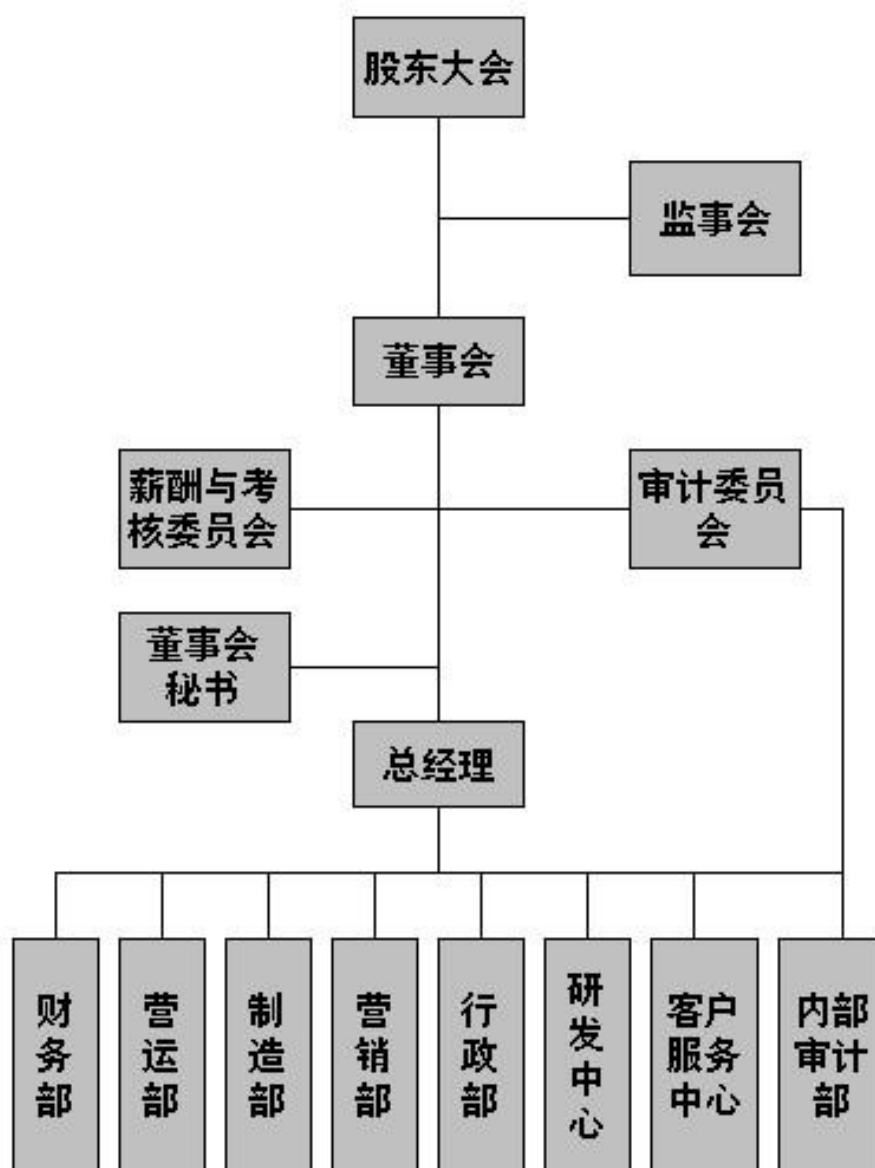 股东大会
监事会
董事会
薪酬与考
核委员会
审计委员
会
董事会
秘书
总经理
财务部
营运部
制造部
营销部
行政部
研发中心
客户
服务
中心
内部
审计
部